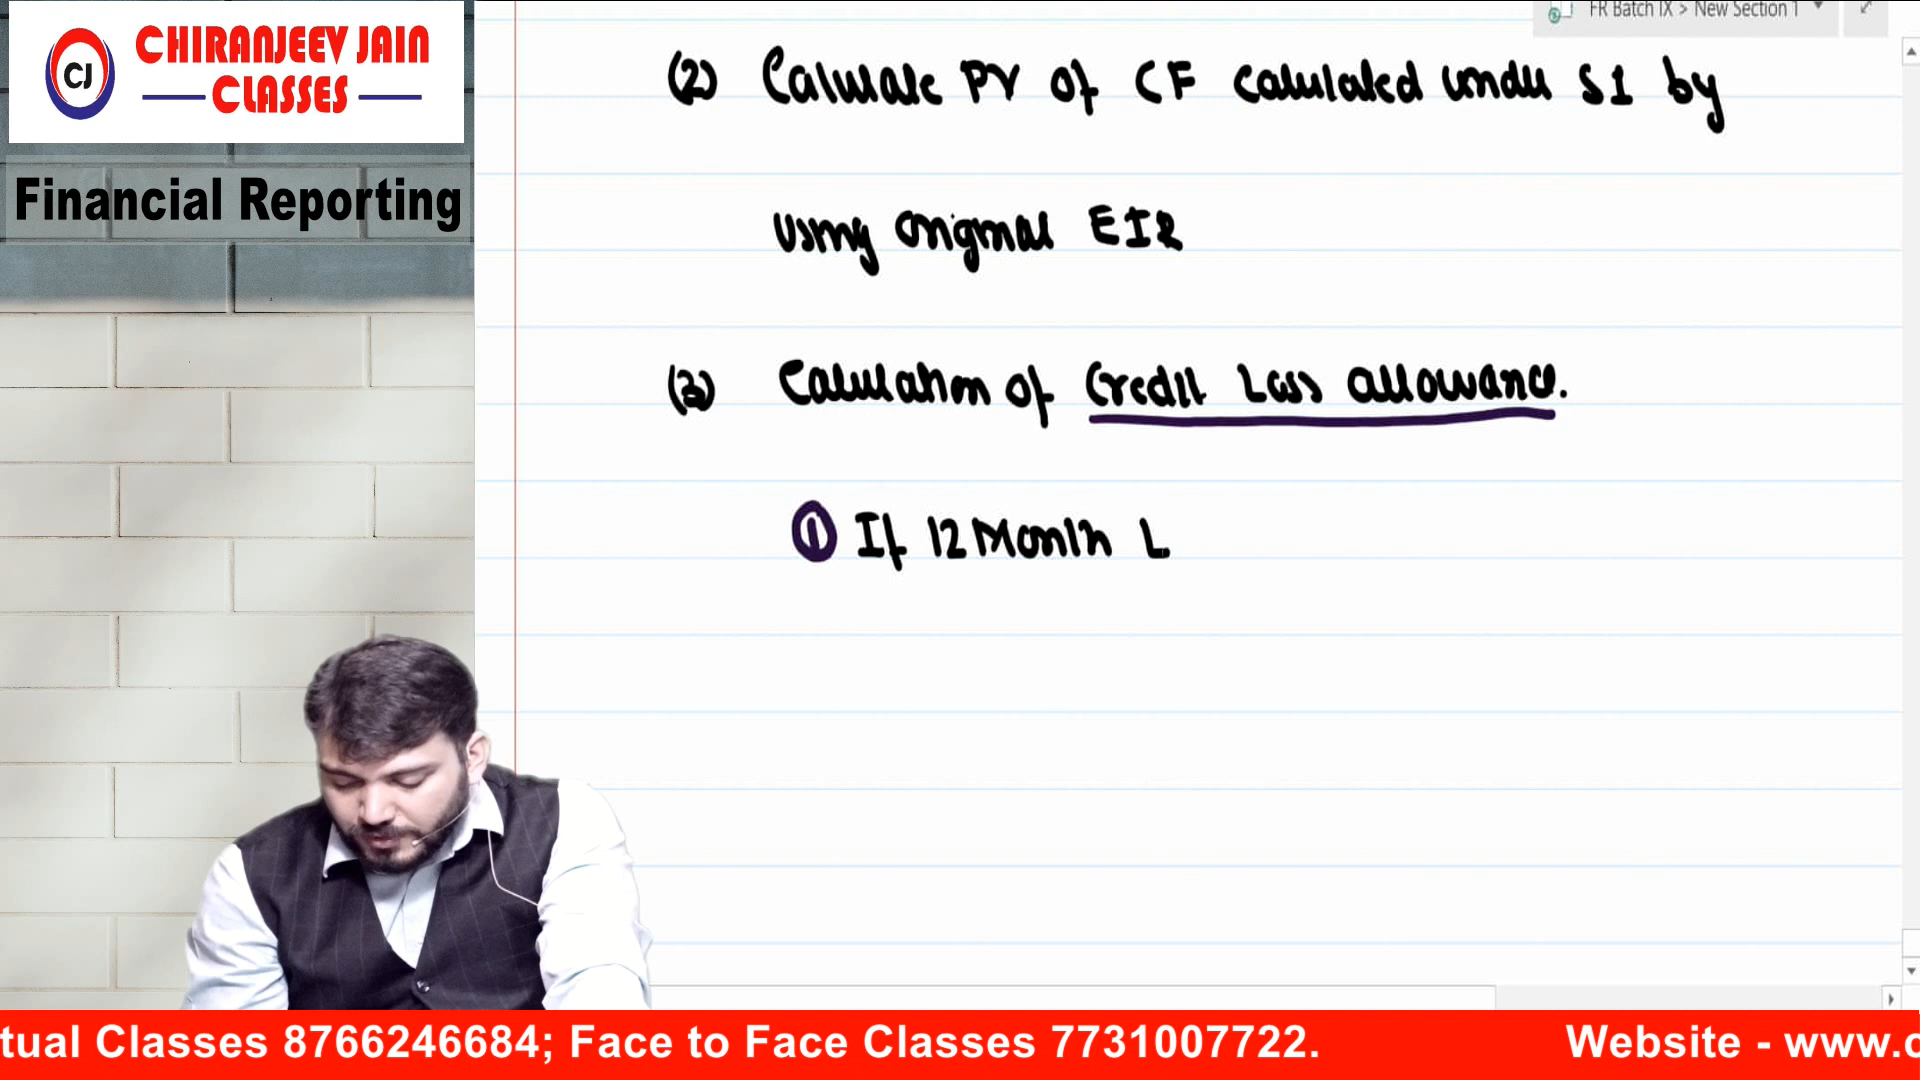 CHIRANJEEV JAIN
CJ
CLASSES
Financial Reporting
FR Batch IX > New Section 1
(2) Calculate PV of CF Calculated under S1 by
using original EIR
(3) Calculation of Credit Loss allowance.
① If 12 Month L
tual Classes 8766246684; Face to Face Classes 7731007722.
Website - www.c